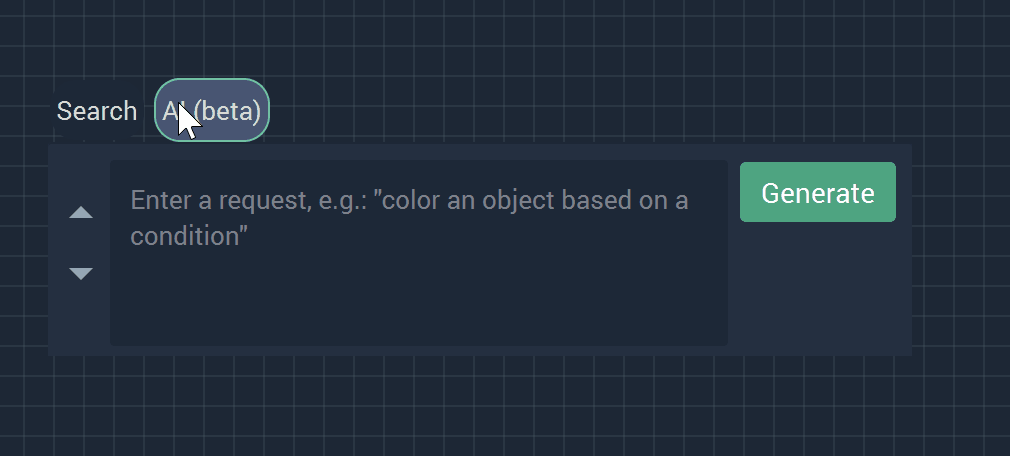 Search
AI (beta)
Enter a request, e.g.: "color an object based on a
condition"
Generate